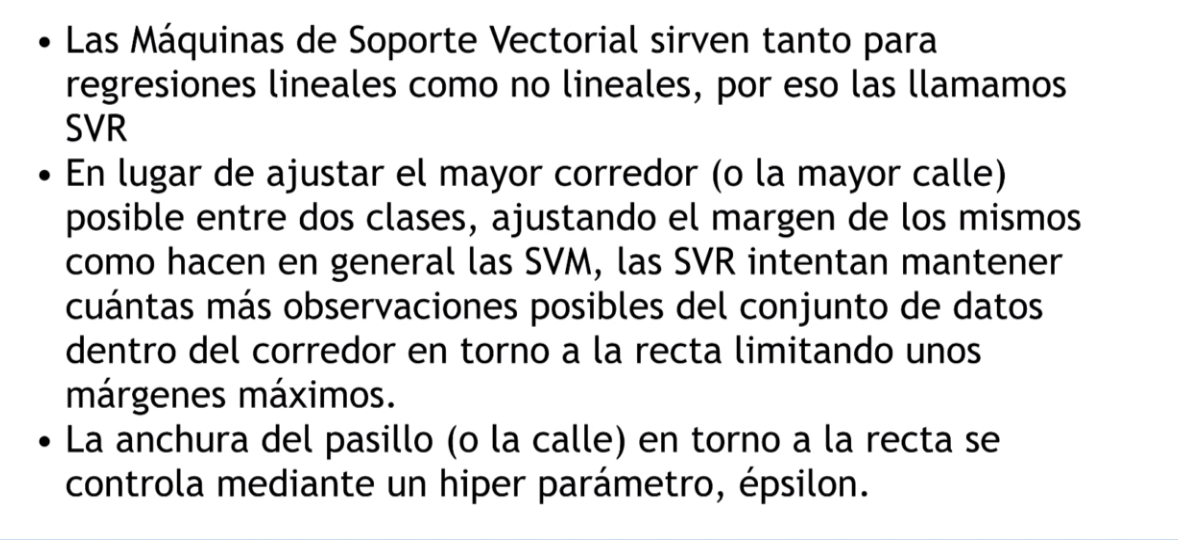 • Las Máquinas de Soporte Vectorial sirven tanto para
regresiones lineales como no lineales, por eso las llamamos
SVR
• En lugar de ajustar el mayor corredor (o la mayor calle)
posible entre dos clases, ajustando el margen de los mismos
como hacen en general las SVM, las SVR intentan mantener
cuántas más observaciones posibles del conjunto de datos
dentro del corredor en torno a la recta limitando unos
márgenes máximos.
• La anchura del pasillo (o la calle) en torno a la recta se
controla mediante un hiper parámetro, épsilon.